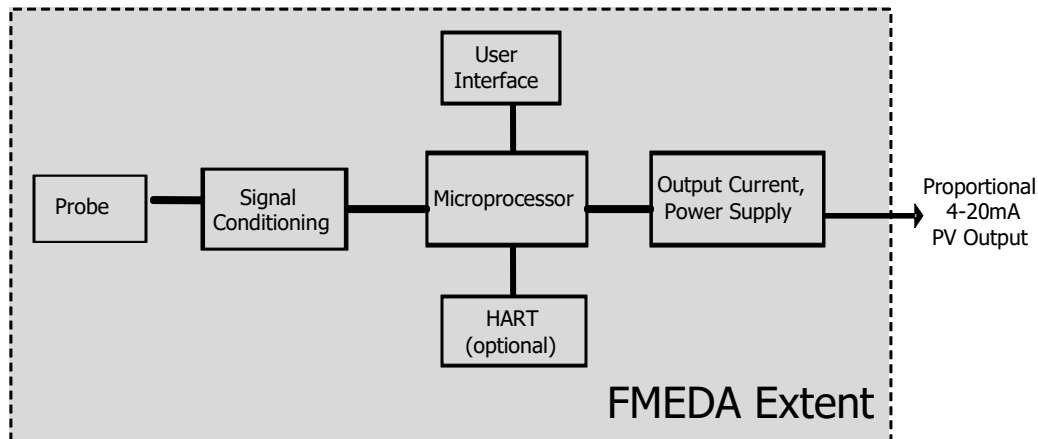 User
Interface
Probe
Signal
Conditioning
Microprocessor
Output Current,
Power Supply
Proportional
4-20mA
PV Output
HART
(optional)
FMEDA Extent